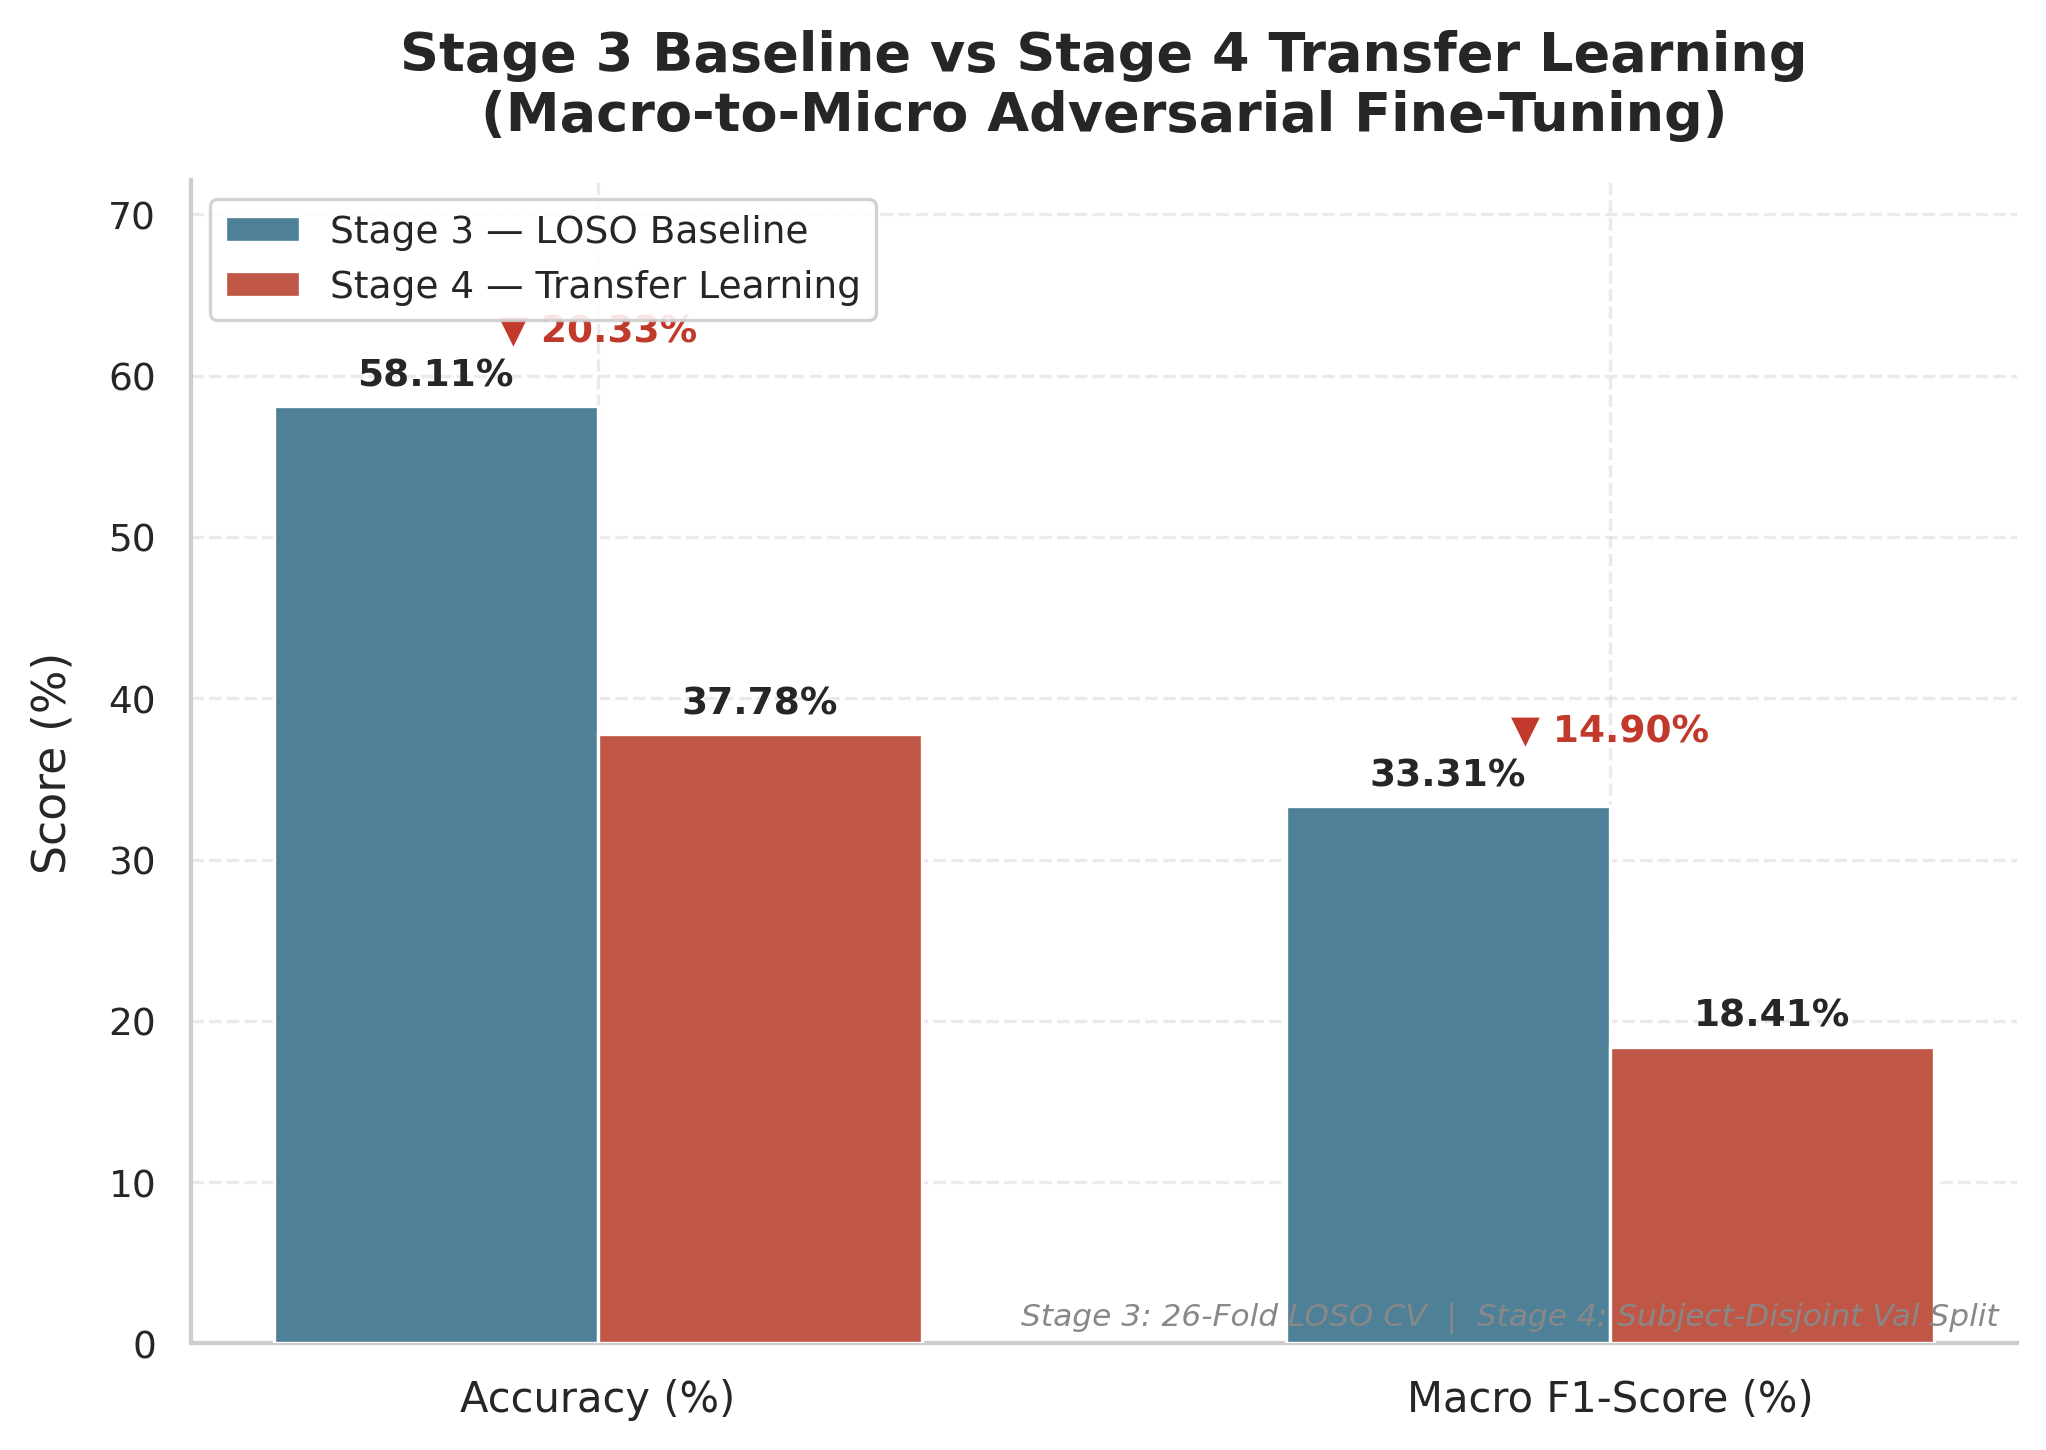 Stage 3 Baseline vs Stage 4 Transfer Learning
(Macro-to-Micro Adversarial Fine-Tuning)
Stage 3 — LOSO Baseline
Stage 4 — Transfer Learning
▼ 20.33%
58.11%
37.78%
▼ 14.90%
33.31%
18.41%
Score (%)
70
60
50
40
30
20
10
0
Stage 3: 26-Fold LOSO CV | Stage 4: Subject-Disjoint Val Split
Accuracy (%)
Macro F1-Score (%)